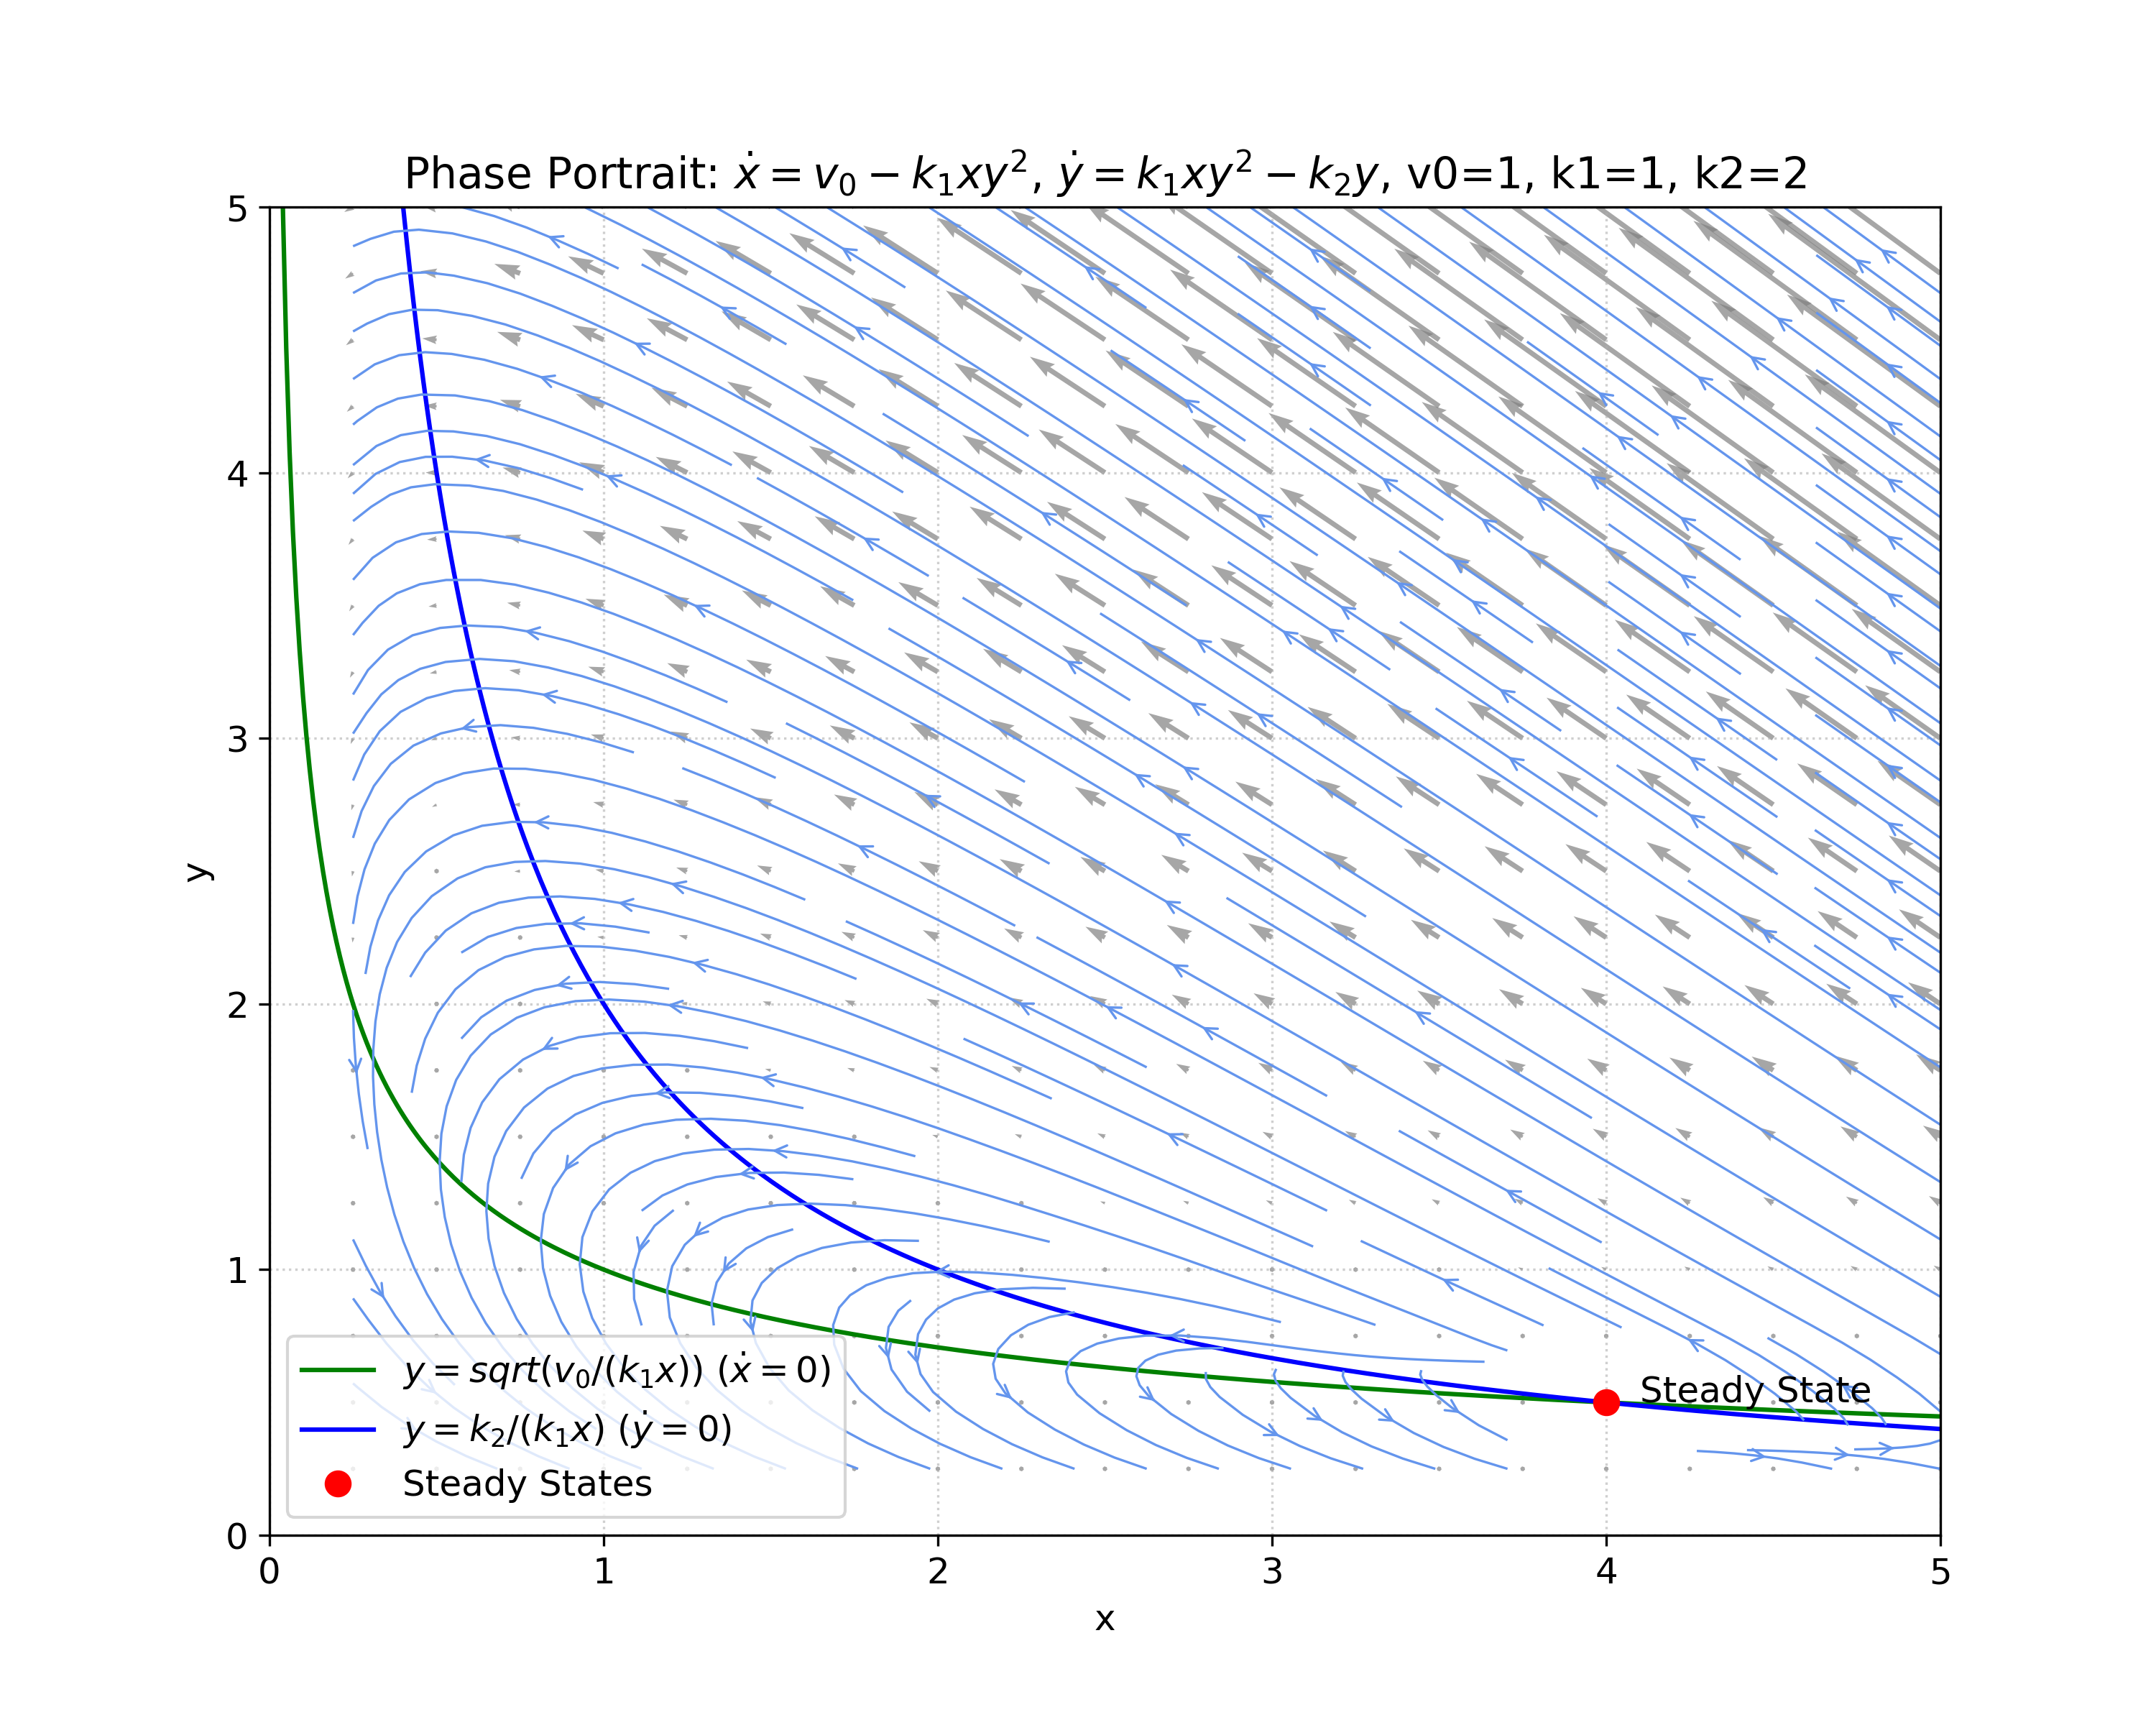 Phase Portrait: ẋ = v₀ − k₁xy², ẏ = k₁xy² − k₂y, v0=1, k1=1, k2=2
5
4
3
2
1
0
y
Steady State
y = sqrt(v₀/(k₁x)) (ẋ = 0)
y = k₂/(k₁x) (ẏ = 0)
Steady States
0 1 2 3 4 5
x